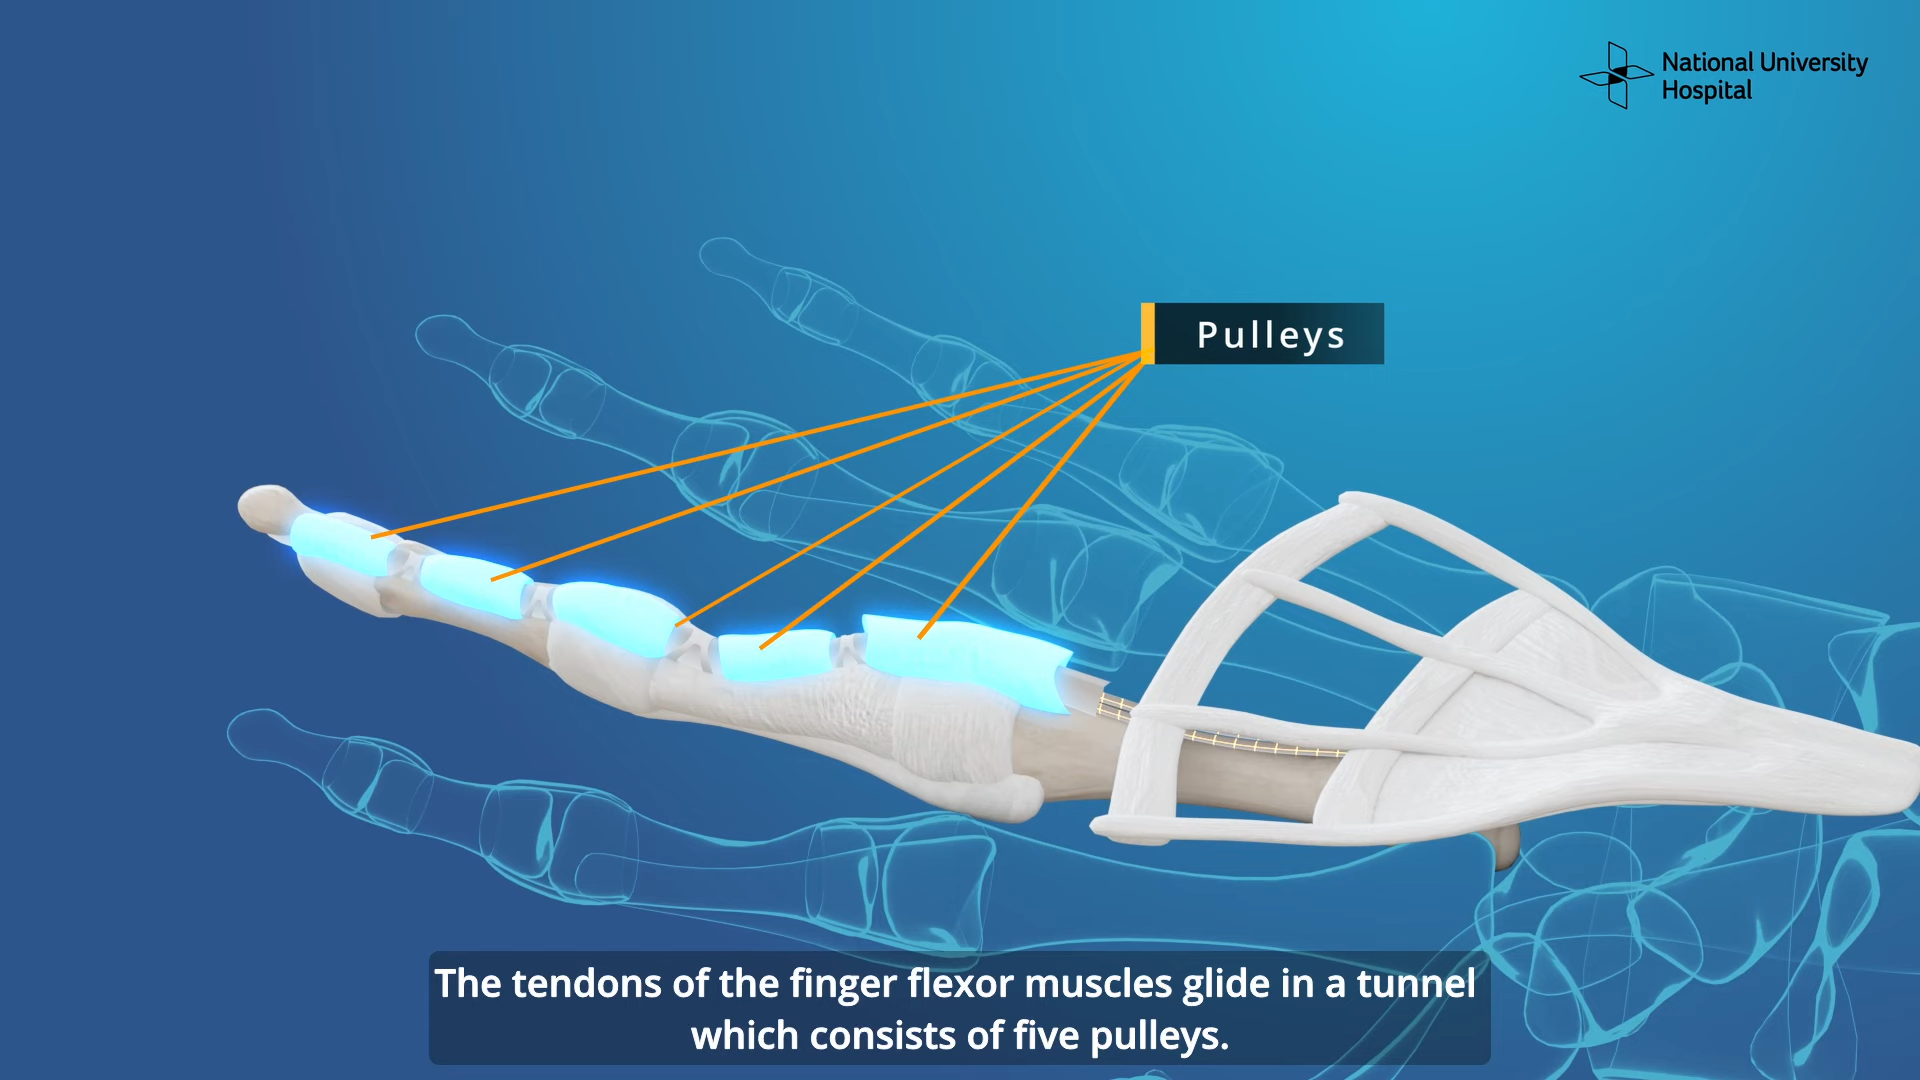 National University
Hospital
Pulleys
The tendons of the finger flexor muscles glide in a tunnel
which consists of five pulleys.